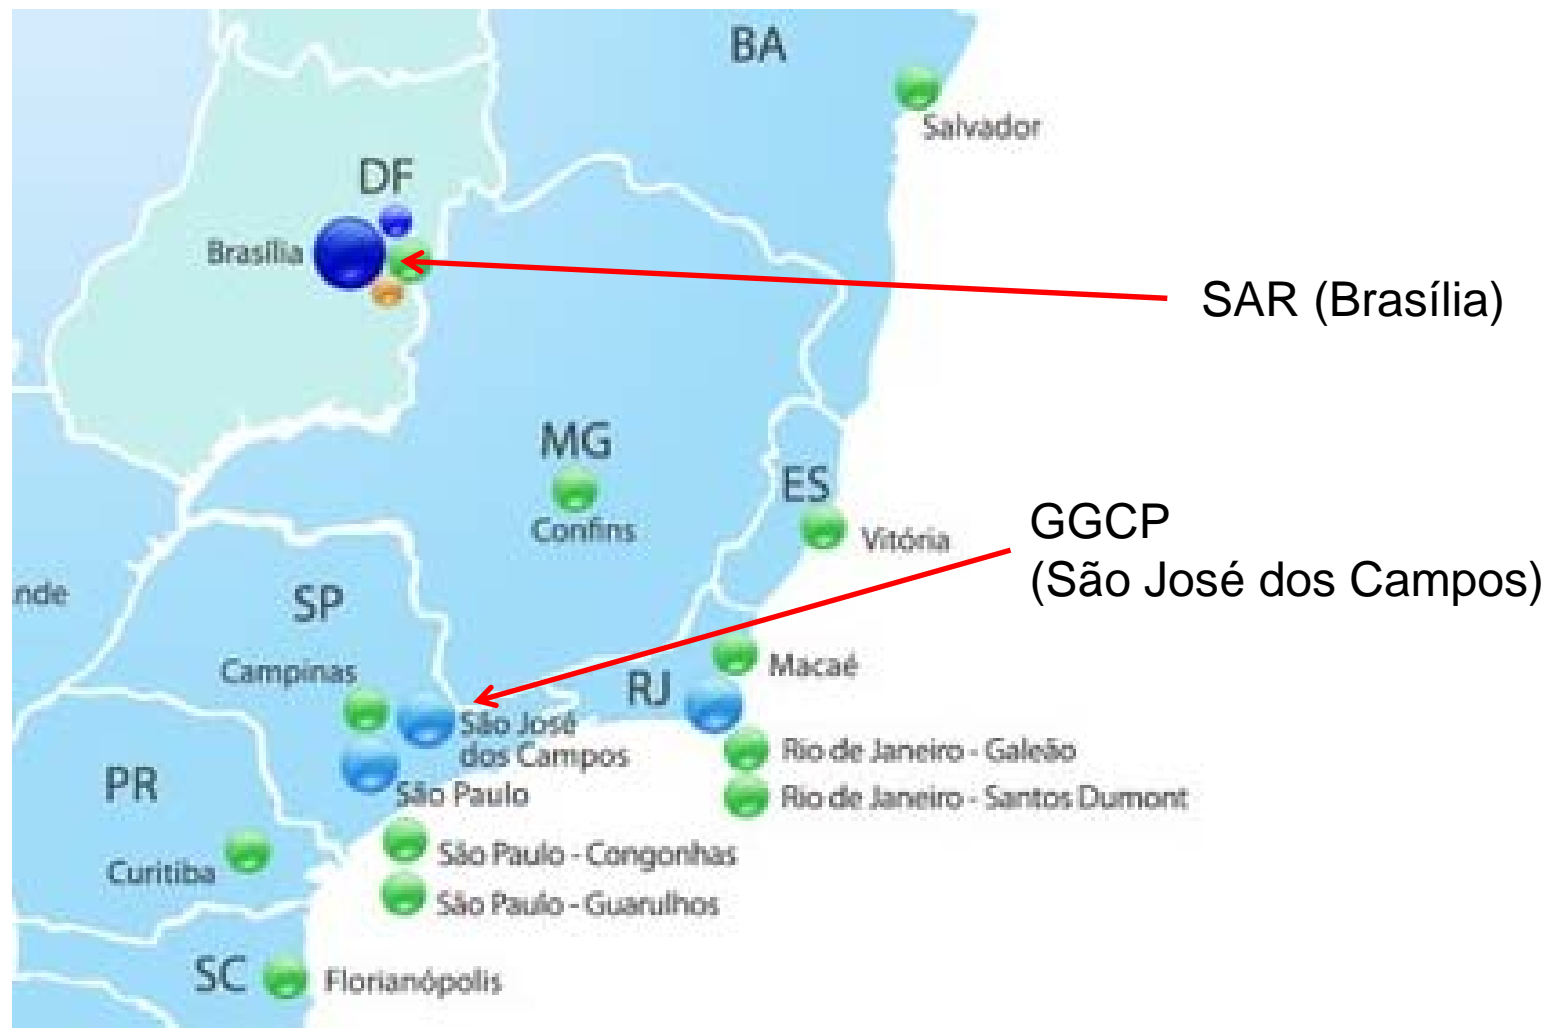 BA
Salvador
DF
Brasília
SAR (Brasília)
MG
Confins
ES
Vitória
GGCP
(São José dos Campos)
nde
SP
Campinas
RJ
Macaé
São José
dos Campos
São Paulo
Rio de Janeiro - Galeão
Rio de Janeiro - Santos Dumont
PR
Curitiba
São Paulo - Congonhas
São Paulo - Guarulhos
SC
Florianópolis